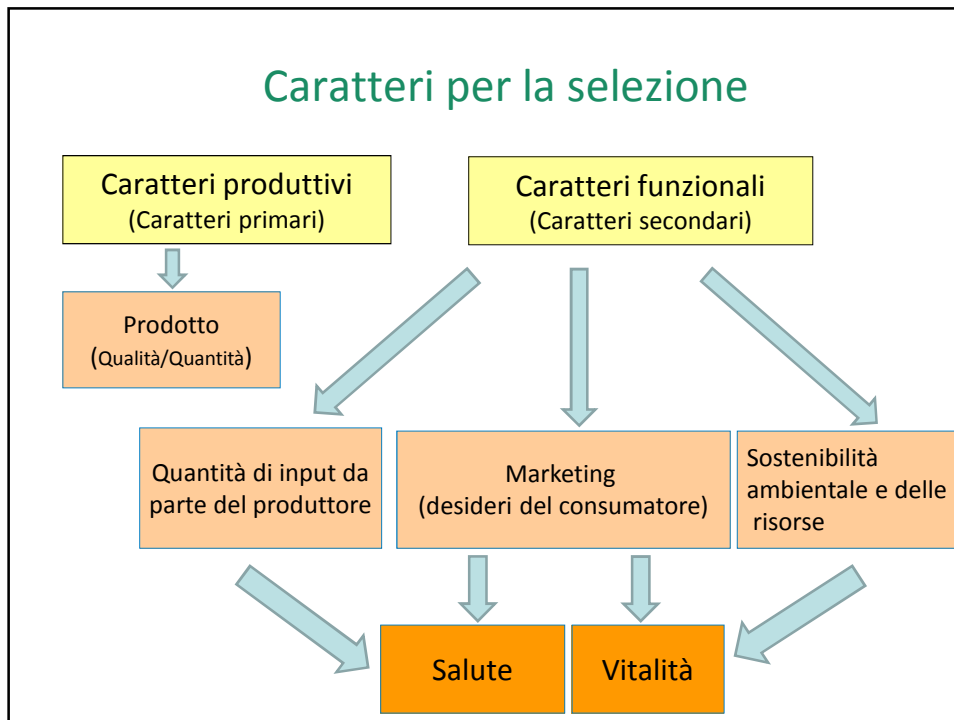 Caratteri per la selezione
Caratteri produttivi
(Caratteri primari)
Caratteri funzionali
(Caratteri secondari)
Prodotto
(Qualità/Quantità)
Quantità di input da
parte del produttore
Marketing
(desideri del consumatore)
Sostenibilità
ambientale e delle
risorse
Salute
Vitalità